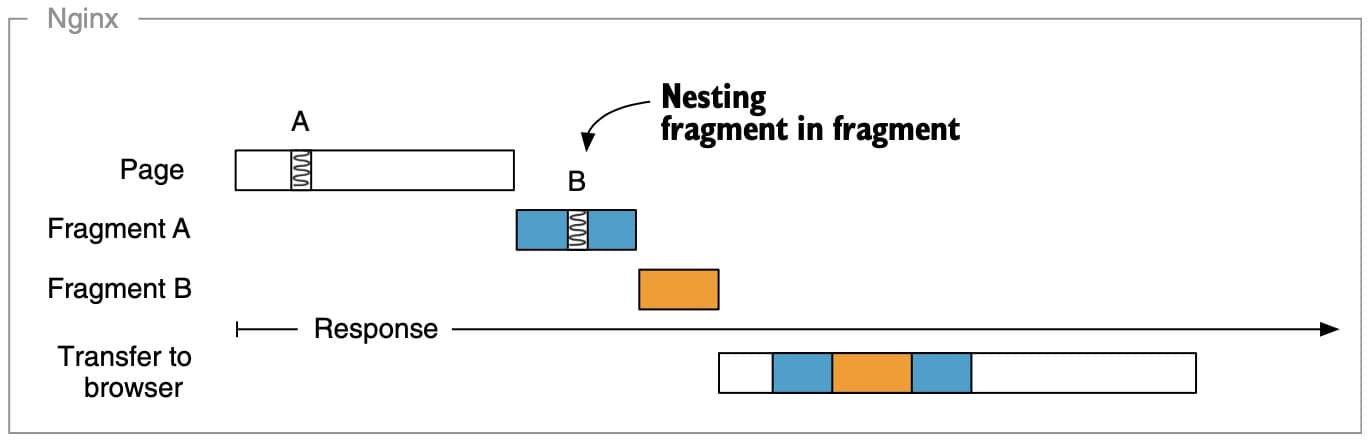 Nginx
A
Nesting
fragment in fragment
Page
B
Fragment A
Fragment B
Response
Transfer to
browser